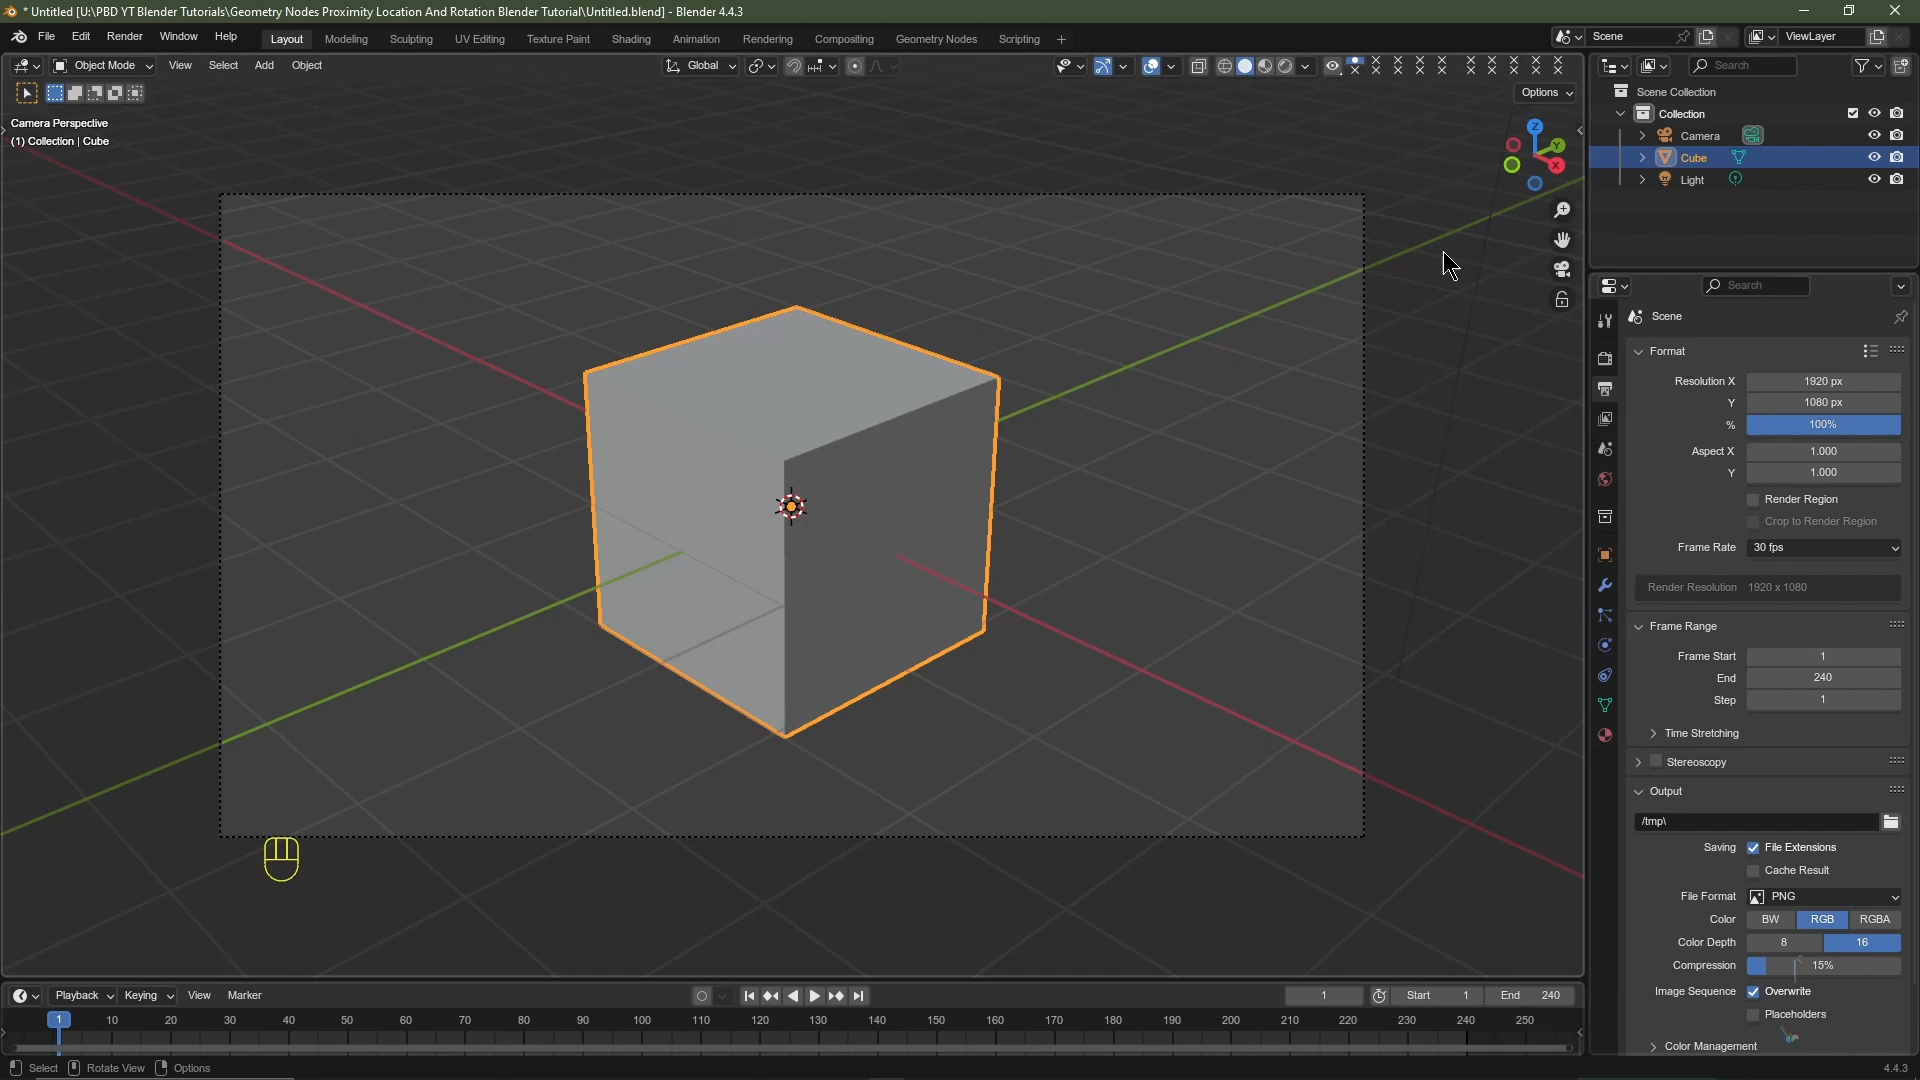 * Untitled [U:\PBD YT Blender Tutorials\Geometry Nodes Proximity Location And Rotation Blender Tutorial\Untitled.blend] - Blender 4.4.3
File Edit Render Window Help Layout Modeling Sculpting UV Editing Texture Paint Shading Animation Rendering Compositing Geometry Nodes Scripting + Scene ViewLayer
Object Mode View Select Add Object Global Search
Options
Camera Perspective
(1) Collection | Cube
Z
Y
X
Scene Collection
Collection
Camera
Cube
Light
Search
Scene
Format
Resolution X 1920 px
Y 1080 px
% 100%
Aspect X 1.000
Y 1.000
Render Region
Crop to Render Region
Frame Rate 30 fps
Render Resolution 1920 x 1080
Frame Range
Frame Start 1
End 240
Step 1
Time Stretching
Stereoscopy
Output
/tmp\
Saving File Extensions
Cache Result
File Format PNG
Color BW RGB RGBA
Color Depth 8 16
Compression 15%
Image Sequence Overwrite
Placeholders
Color Management
Playback Keying View Marker 1 Start 1 End 240
1 10 20 30 40 50 60 70 80 90 100 110 120 130 140 150 160 170 180 190 200 210 220 230 240 250
Select Rotate View Options 4.4.3